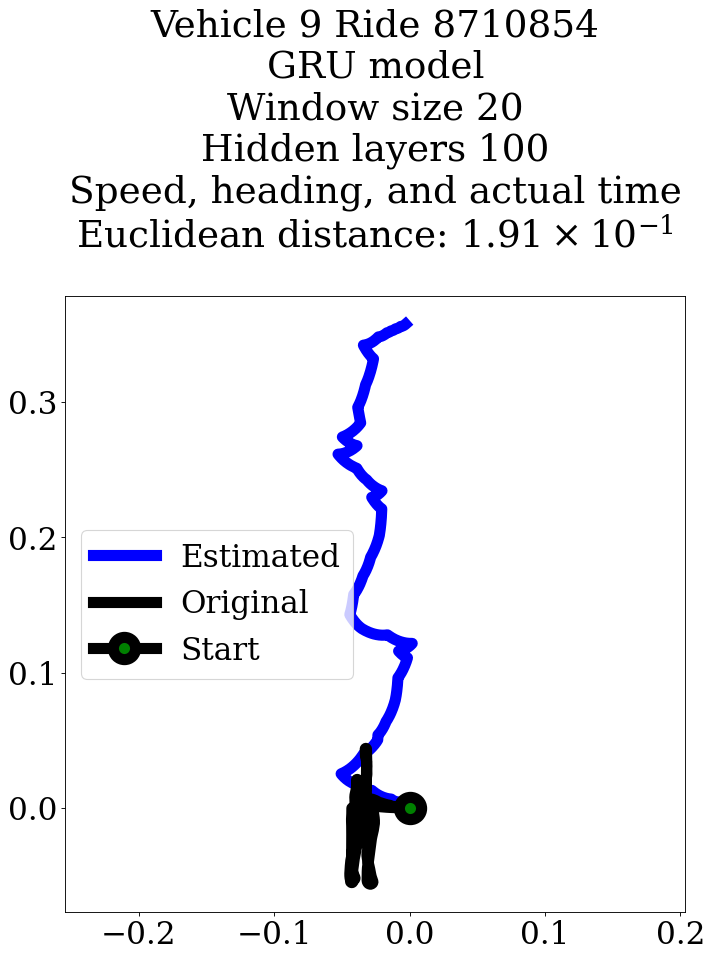 Vehicle 9 Ride 8710854
GRU model
Window size 20
Hidden layers 100
Speed, heading, and actual time
Euclidean distance: 1.91 × 10⁻¹
0.3
0.2
0.1
0.0
Estimated
Original
Start
−0.2 −0.1 0.0 0.1 0.2